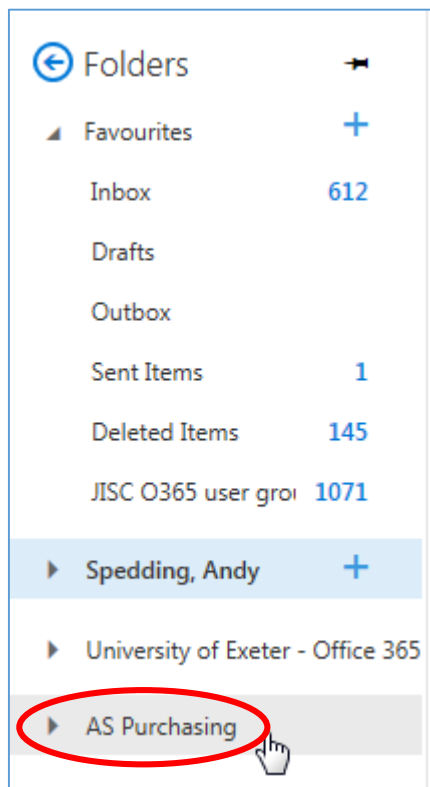 Folders
Favourites
Inbox 612
Drafts
Outbox
Sent Items 1
Deleted Items 145
JISC O365 user grou 1071
Spedding, Andy
University of Exeter - Office 365
AS Purchasing